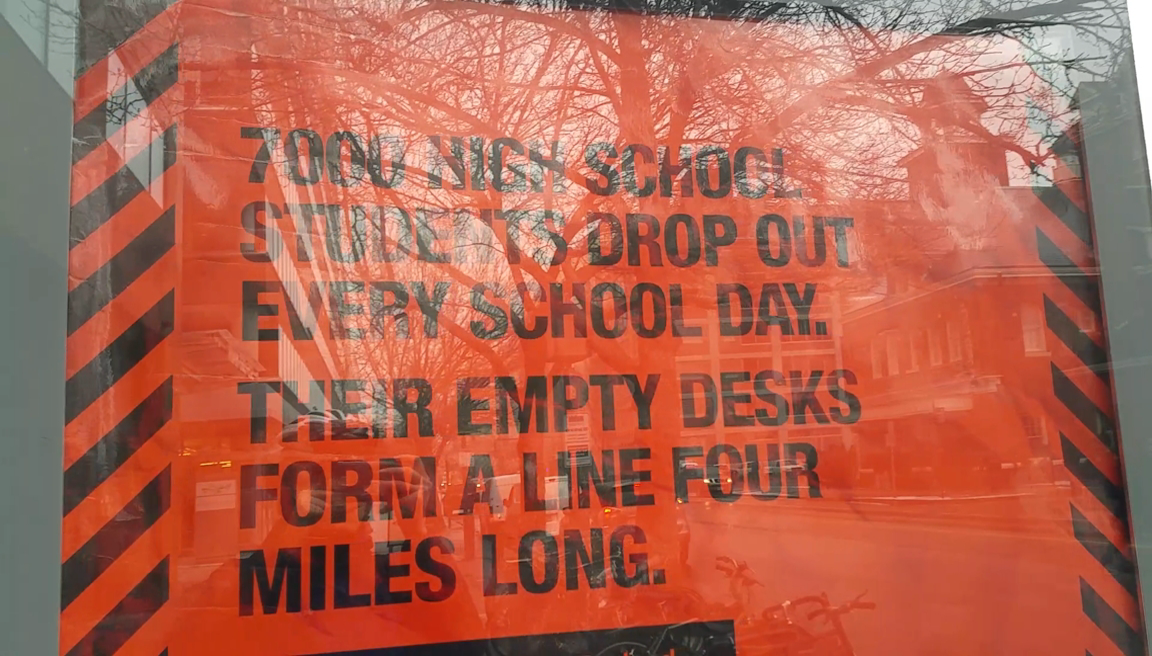 7000 HIGH SCHOOL
STUDENTS DROP OUT
EVERY SCHOOL DAY.
THEIR EMPTY DESKS
FORM A LINE FOUR
MILES LONG.